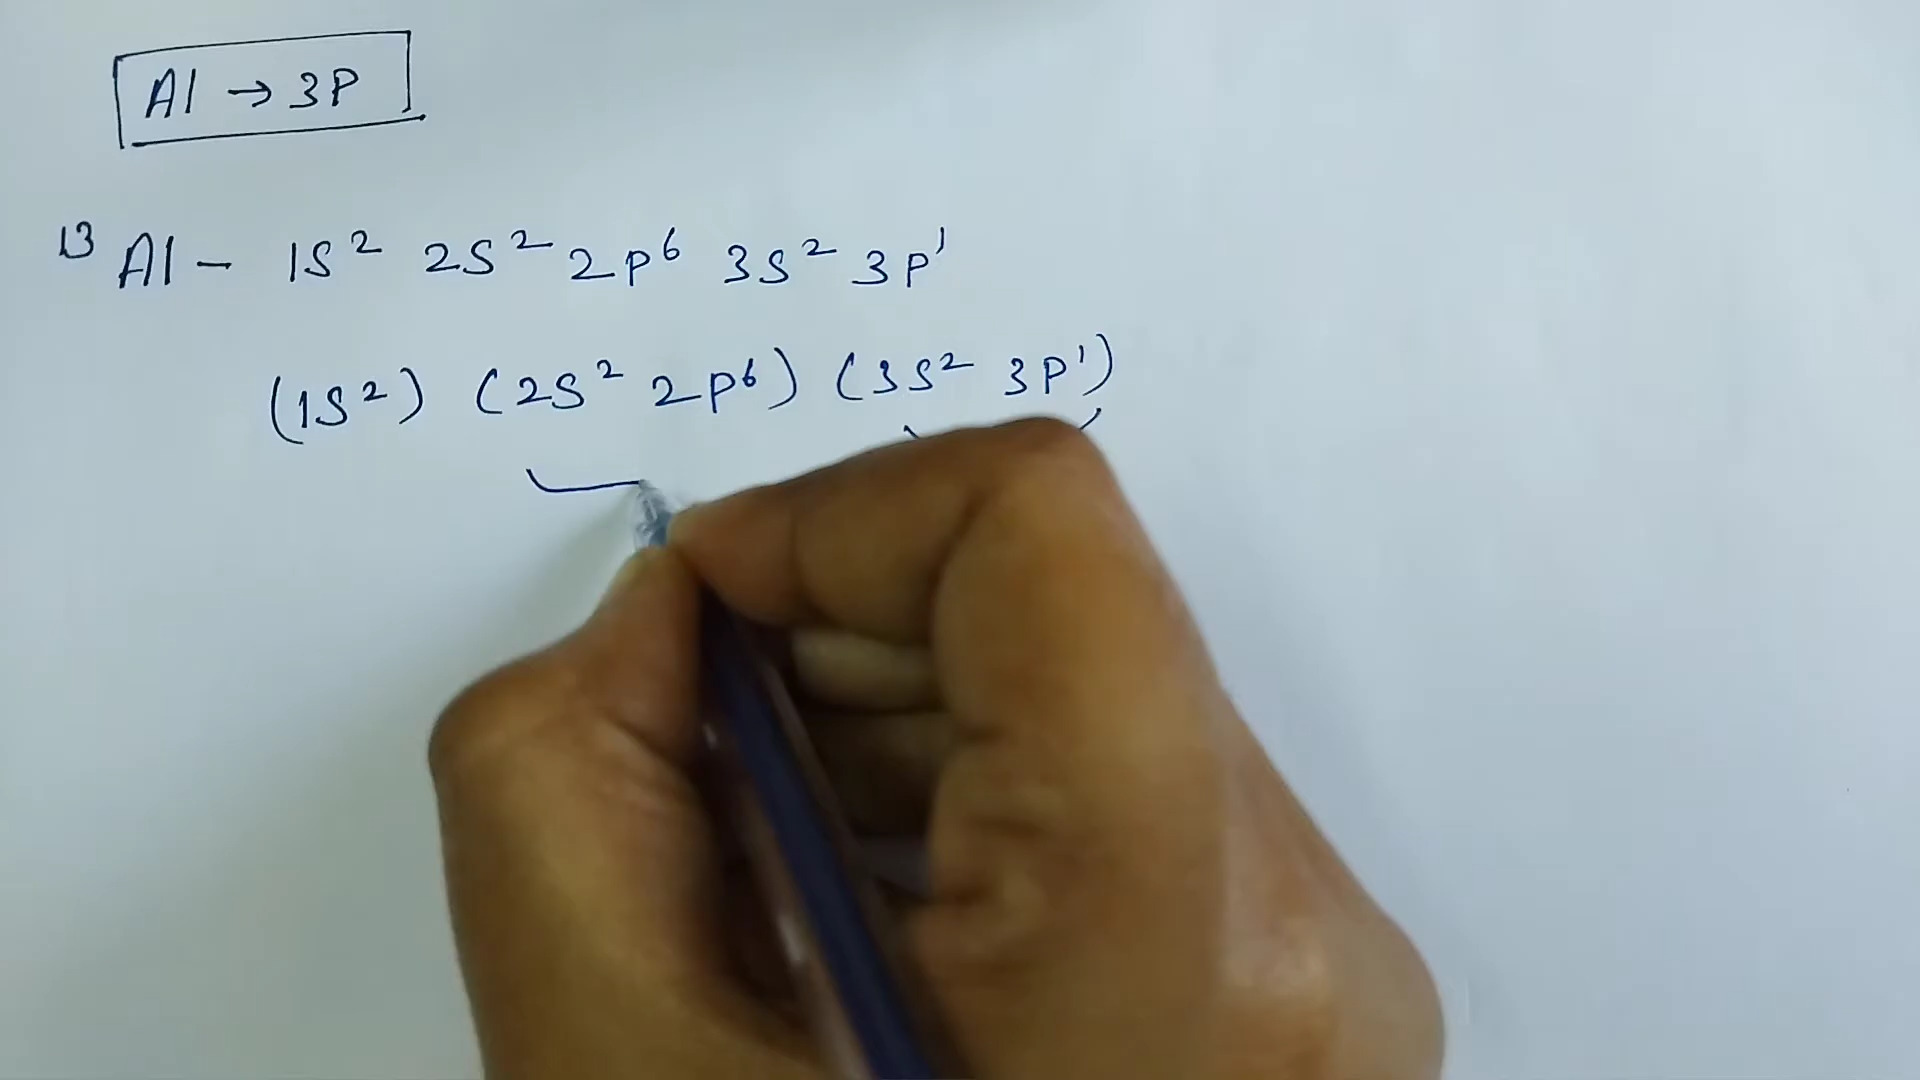 Al → 3P
13 Al - 1s² 2s² 2p⁶ 3s² 3p¹
(1s²) (2s² 2p⁶) (3s² 3p¹)